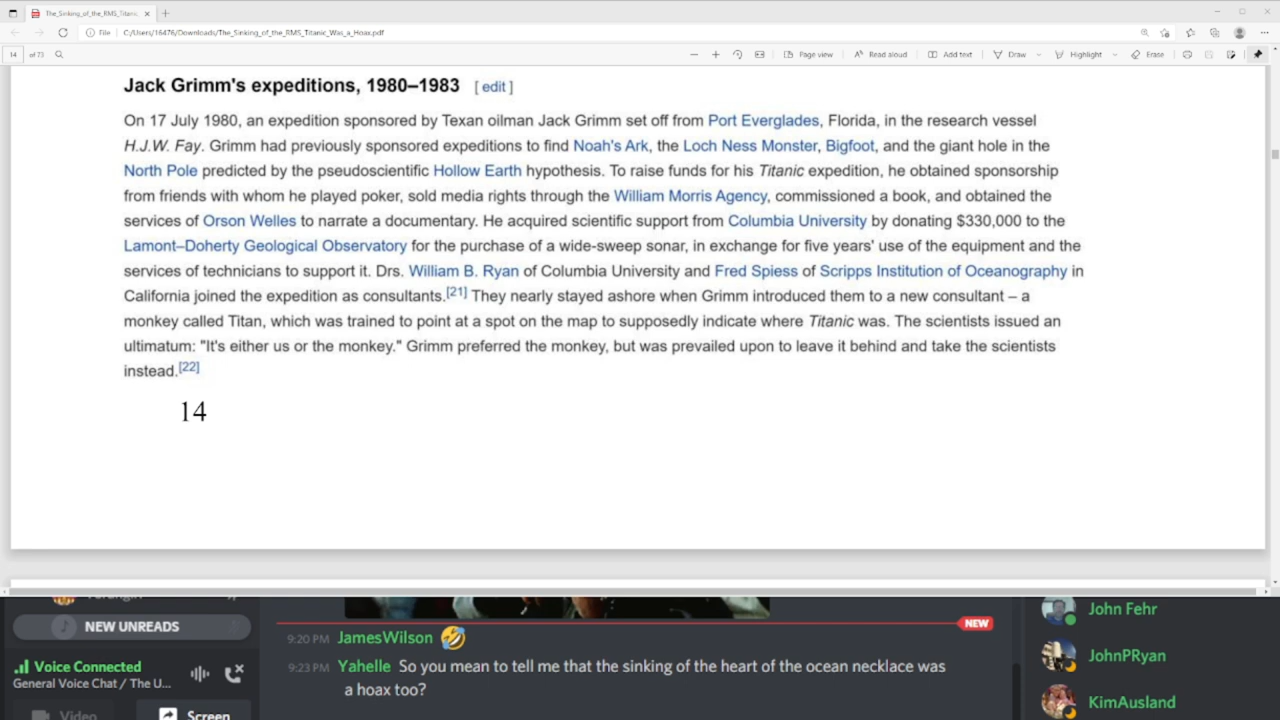 The_Sinking_of_the_RMS_Titanic
File
C:/Users/16476/Downloads/The_Sinking_of_the_RMS_Titanic_Was_a_Hoax.pdf
14 of 73
Page view
Read aloud
Add text
Draw
Highlight
Erase
Jack Grimm's expeditions, 1980–1983 [ edit ]
On 17 July 1980, an expedition sponsored by Texan oilman Jack Grimm set off from Port Everglades, Florida, in the research vessel
H.J.W. Fay. Grimm had previously sponsored expeditions to find Noah's Ark, the Loch Ness Monster, Bigfoot, and the giant hole in the
North Pole predicted by the pseudoscientific Hollow Earth hypothesis. To raise funds for his Titanic expedition, he obtained sponsorship
from friends with whom he played poker, sold media rights through the William Morris Agency, commissioned a book, and obtained the
services of Orson Welles to narrate a documentary. He acquired scientific support from Columbia University by donating $330,000 to the
Lamont–Doherty Geological Observatory for the purchase of a wide-sweep sonar, in exchange for five years' use of the equipment and the
services of technicians to support it. Drs. William B. Ryan of Columbia University and Fred Spiess of Scripps Institution of Oceanography in
California joined the expedition as consultants.[21] They nearly stayed ashore when Grimm introduced them to a new consultant – a
monkey called Titan, which was trained to point at a spot on the map to supposedly indicate where Titanic was. The scientists issued an
ultimatum: "It's either us or the monkey." Grimm preferred the monkey, but was prevailed upon to leave it behind and take the scientists
instead.[22]
14
NEW UNREADS
Voice Connected
General Voice Chat / The U...
Video
Screen
NEW
9:20 PM JamesWilson 🤣
9:23 PM Yahelle So you mean to tell me that the sinking of the heart of the ocean necklace was
a hoax too?
John Fehr
JohnPRyan
KimAusland